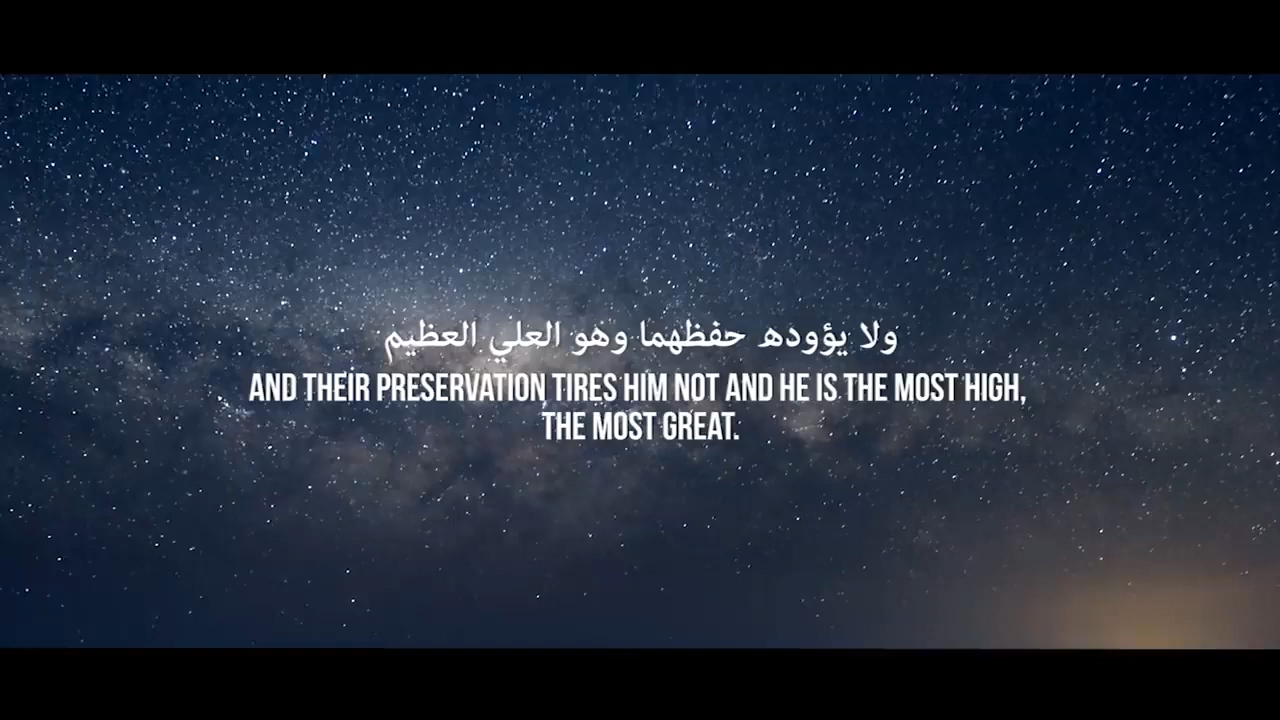 ولا يؤوده حفظهما وهو العلي العظيم
AND THEIR PRESERVATION TIRES HIM NOT AND HE IS THE MOST HIGH,
THE MOST GREAT.